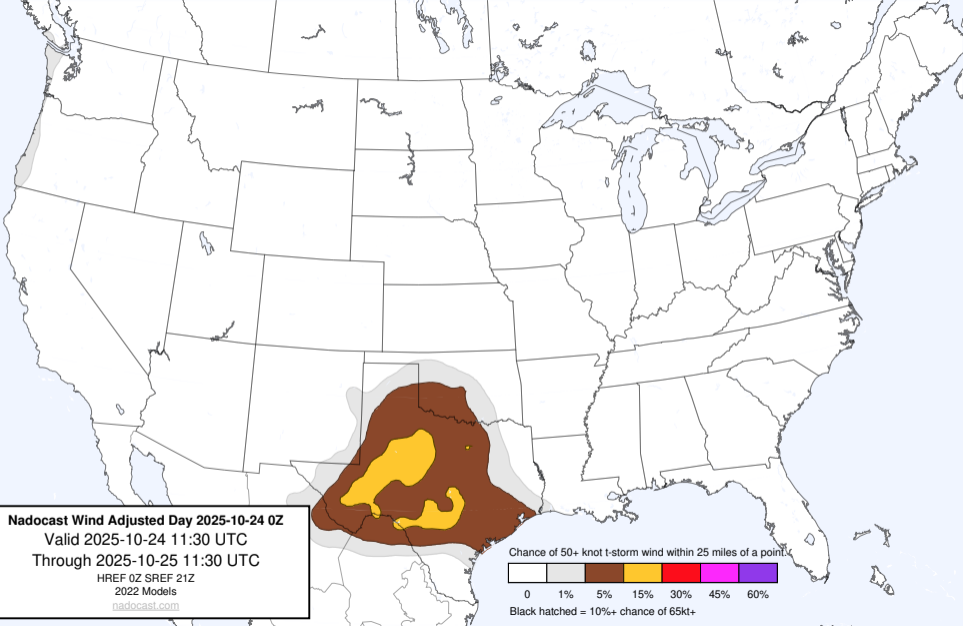 Nadocast Wind Adjusted Day 2025-10-24 0Z
Valid 2025-10-24 11:30 UTC
Through 2025-10-25 11:30 UTC
HREF 0Z SREF 21Z
2022 Models
nadocast.com
Chance of 50+ knot t-storm wind within 25 miles of a point.
0 1% 5% 15% 30% 45% 60%
Black hatched = 10%+ chance of 65kt+